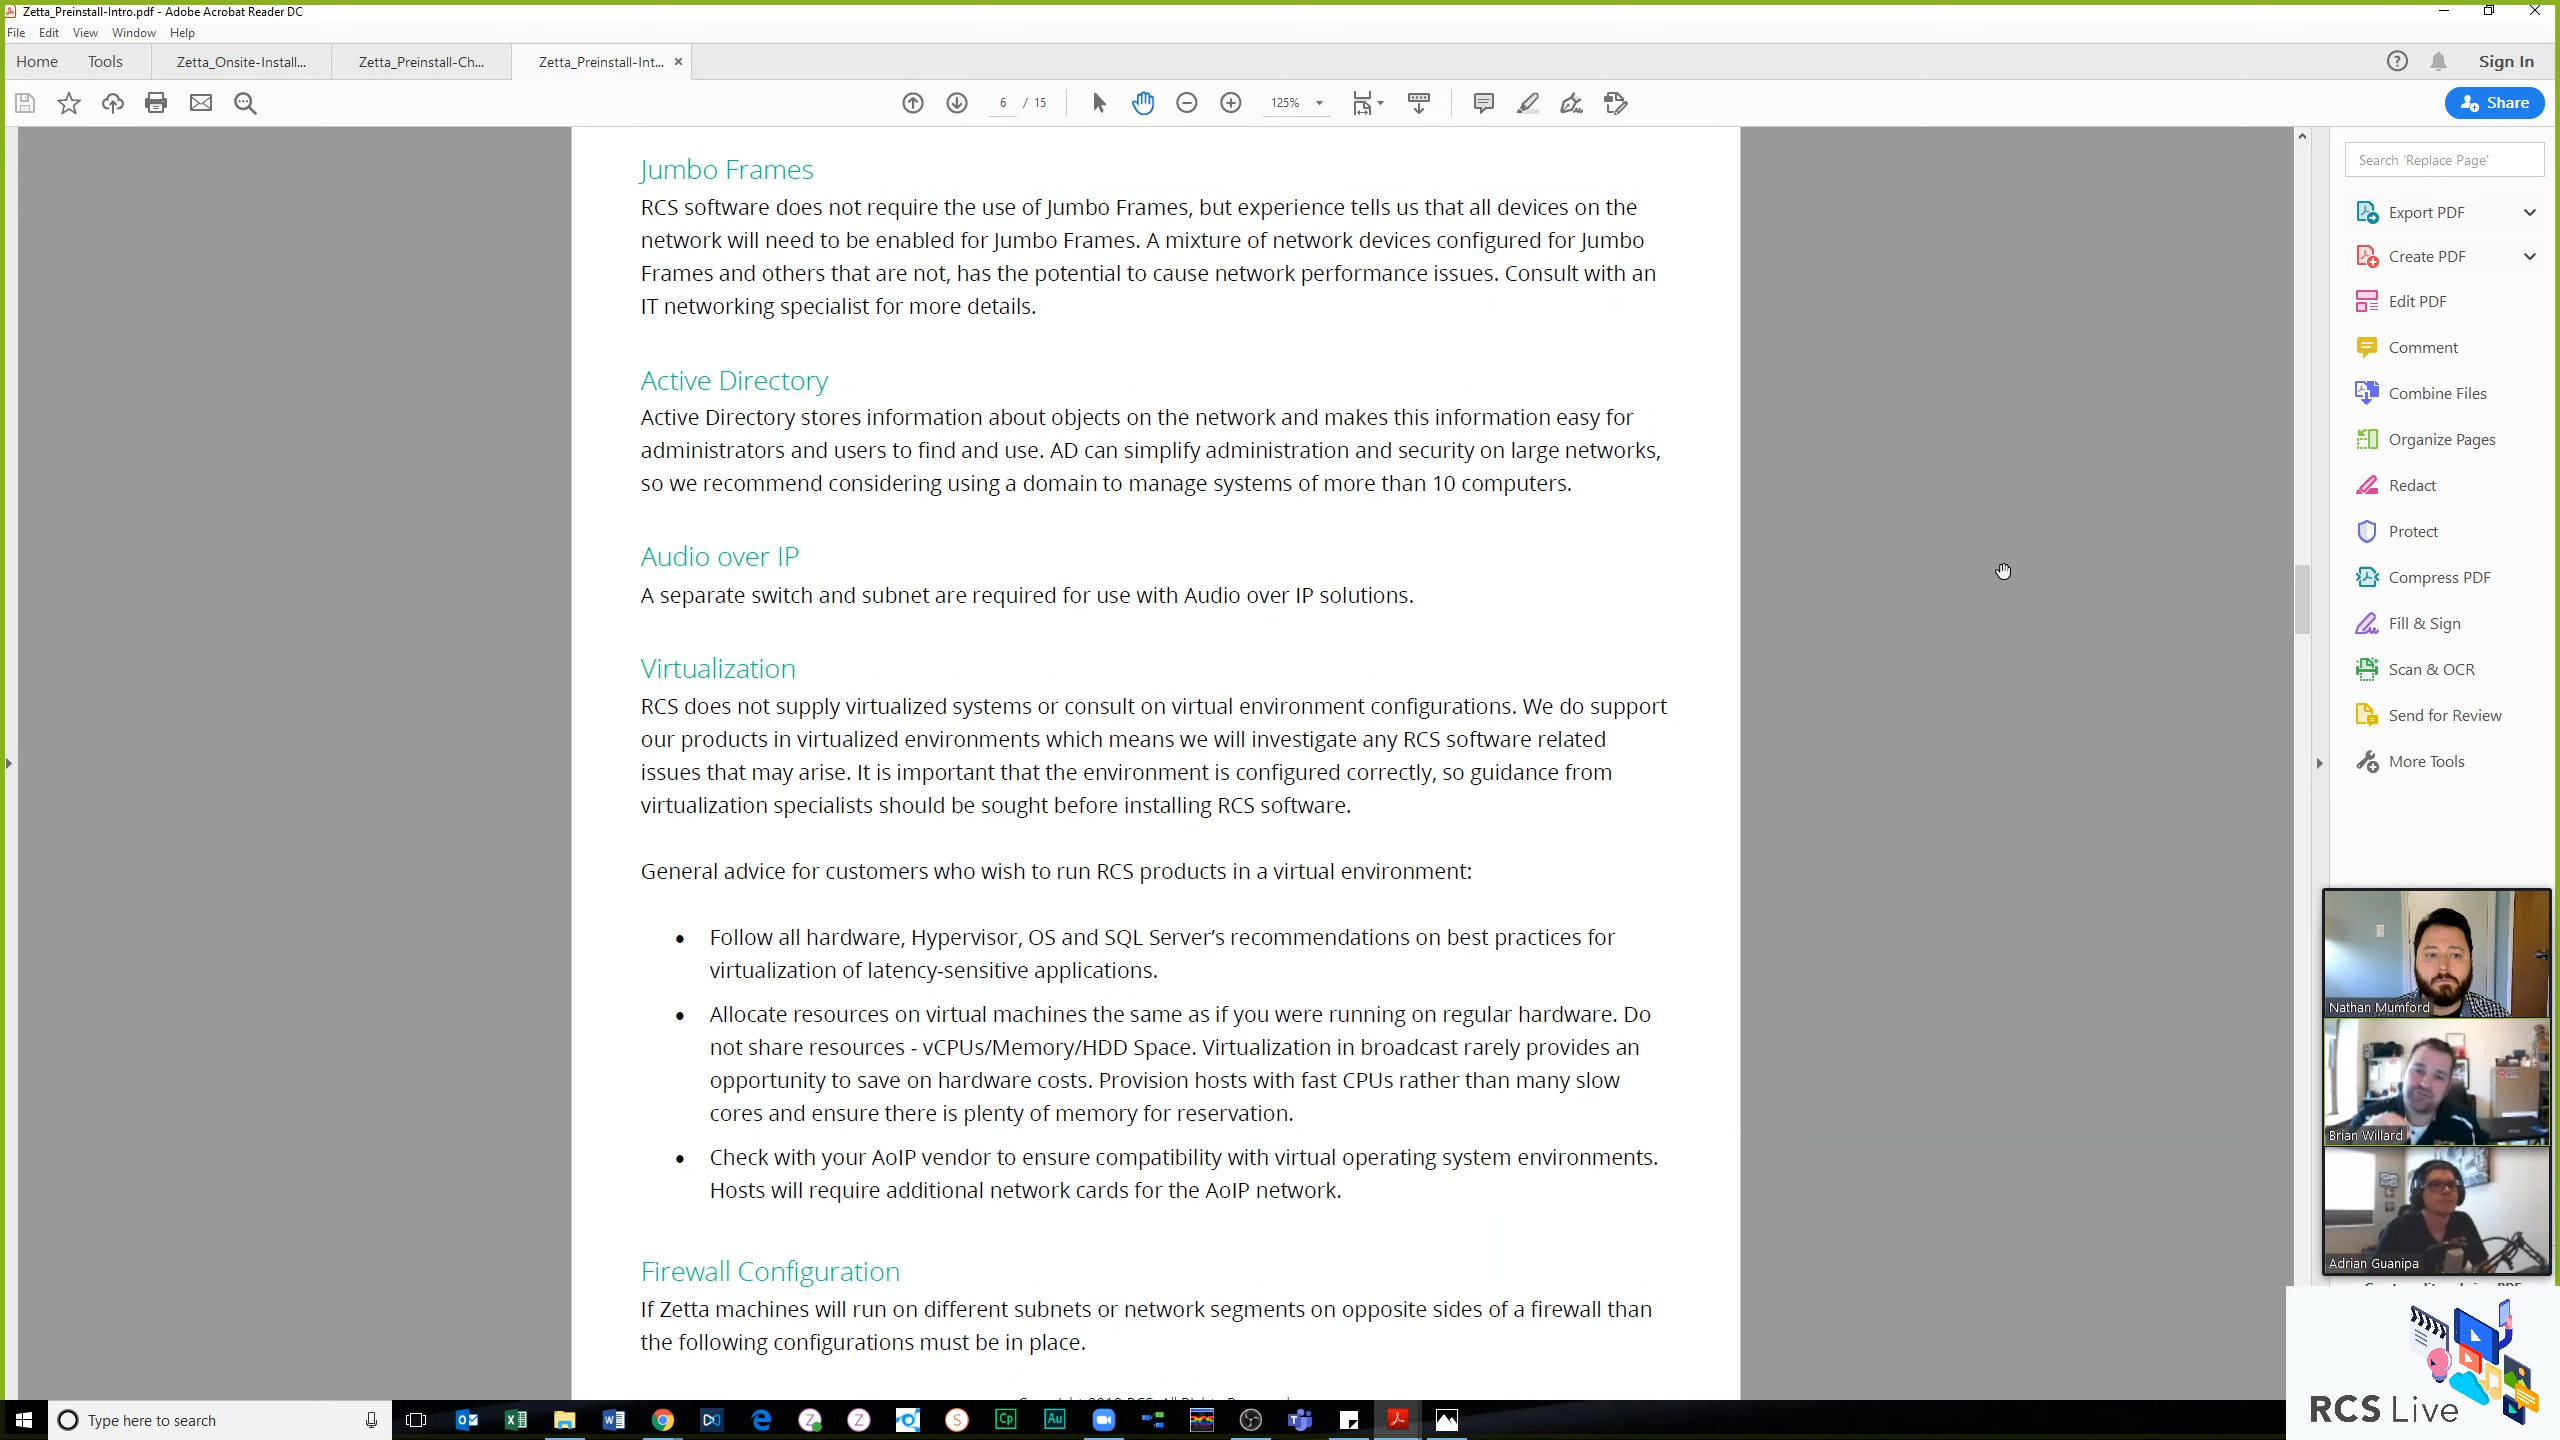 Zetta_Preinstall-Intro.pdf - Adobe Acrobat Reader DC
File Edit View Window Help
Home Tools Zetta_Onsite-Install... Zetta_Preinstall-Ch... Zetta_Preinstall-Int... Sign In
6 / 15 125% Share
Search 'Replace Page'
Export PDF
Create PDF
Edit PDF
Comment
Combine Files
Organize Pages
Redact
Protect
Compress PDF
Fill & Sign
Scan & OCR
Send for Review
More Tools
Jumbo Frames
RCS software does not require the use of Jumbo Frames, but experience tells us that all devices on the
network will need to be enabled for Jumbo Frames. A mixture of network devices configured for Jumbo
Frames and others that are not, has the potential to cause network performance issues. Consult with an
IT networking specialist for more details.
Active Directory
Active Directory stores information about objects on the network and makes this information easy for
administrators and users to find and use. AD can simplify administration and security on large networks,
so we recommend considering using a domain to manage systems of more than 10 computers.
Audio over IP
A separate switch and subnet are required for use with Audio over IP solutions.
Virtualization
RCS does not supply virtualized systems or consult on virtual environment configurations. We do support
our products in virtualized environments which means we will investigate any RCS software related
issues that may arise. It is important that the environment is configured correctly, so guidance from
virtualization specialists should be sought before installing RCS software.
General advice for customers who wish to run RCS products in a virtual environment:
• Follow all hardware, Hypervisor, OS and SQL Server's recommendations on best practices for
virtualization of latency-sensitive applications.
• Allocate resources on virtual machines the same as if you were running on regular hardware. Do
not share resources - vCPUs/Memory/HDD Space. Virtualization in broadcast rarely provides an
opportunity to save on hardware costs. Provision hosts with fast CPUs rather than many slow
cores and ensure there is plenty of memory for reservation.
• Check with your AoIP vendor to ensure compatibility with virtual operating system environments.
Hosts will require additional network cards for the AoIP network.
Firewall Configuration
If Zetta machines will run on different subnets or network segments on opposite sides of a firewall than
the following configurations must be in place.
Nathan Mumford
Brian Willard
Adrian Guanipa
RCS Live
Type here to search